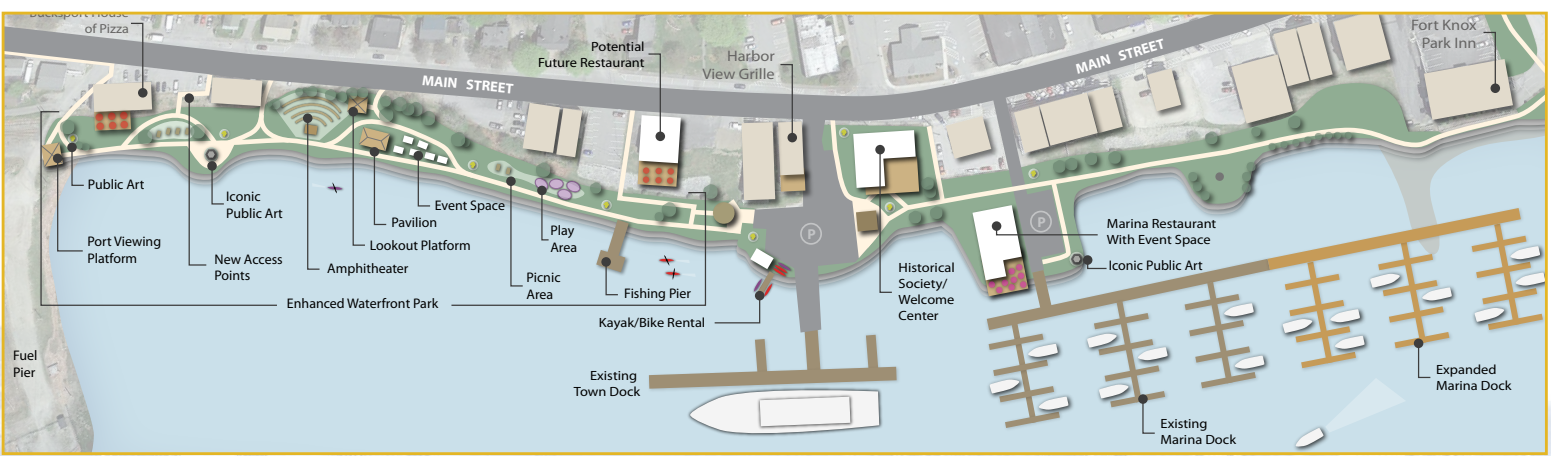 Bucksport House
of Pizza
MAIN STREET
Potential
Future Restaurant
Harbor
View Grille
MAIN STREET
Fort Knox
Park Inn
Public Art
Iconic
Public Art
Port Viewing
Platform
New Access
Points
Amphitheater
Lookout Platform
Pavilion
Event Space
Picnic
Area
Play
Area
Fishing Pier
Enhanced Waterfront Park
Kayak/Bike Rental
P
P
Historical
Society/
Welcome
Center
Marina Restaurant
With Event Space
Iconic Public Art
Fuel
Pier
Existing
Town Dock
Existing
Marina Dock
Expanded
Marina Dock